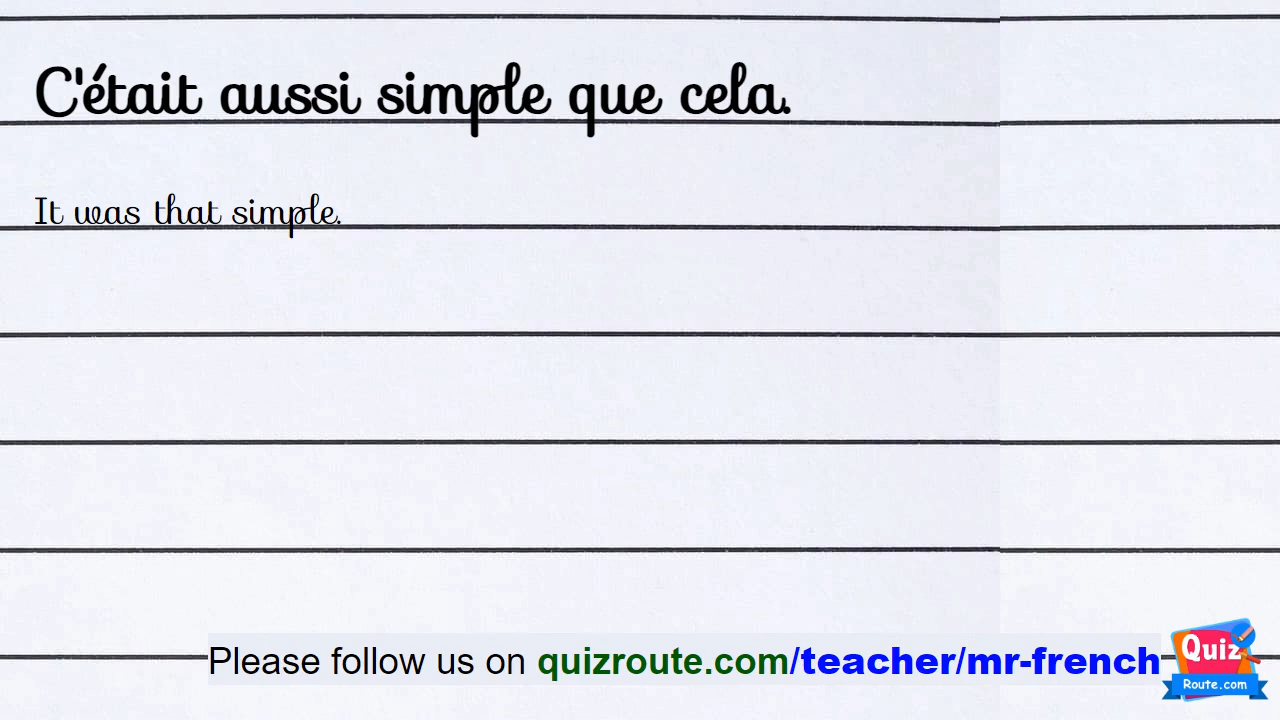 C'était aussi simple que cela.
It was that simple.
Please follow us on quizroute.com/teacher/mr-french
Quiz
Route.com